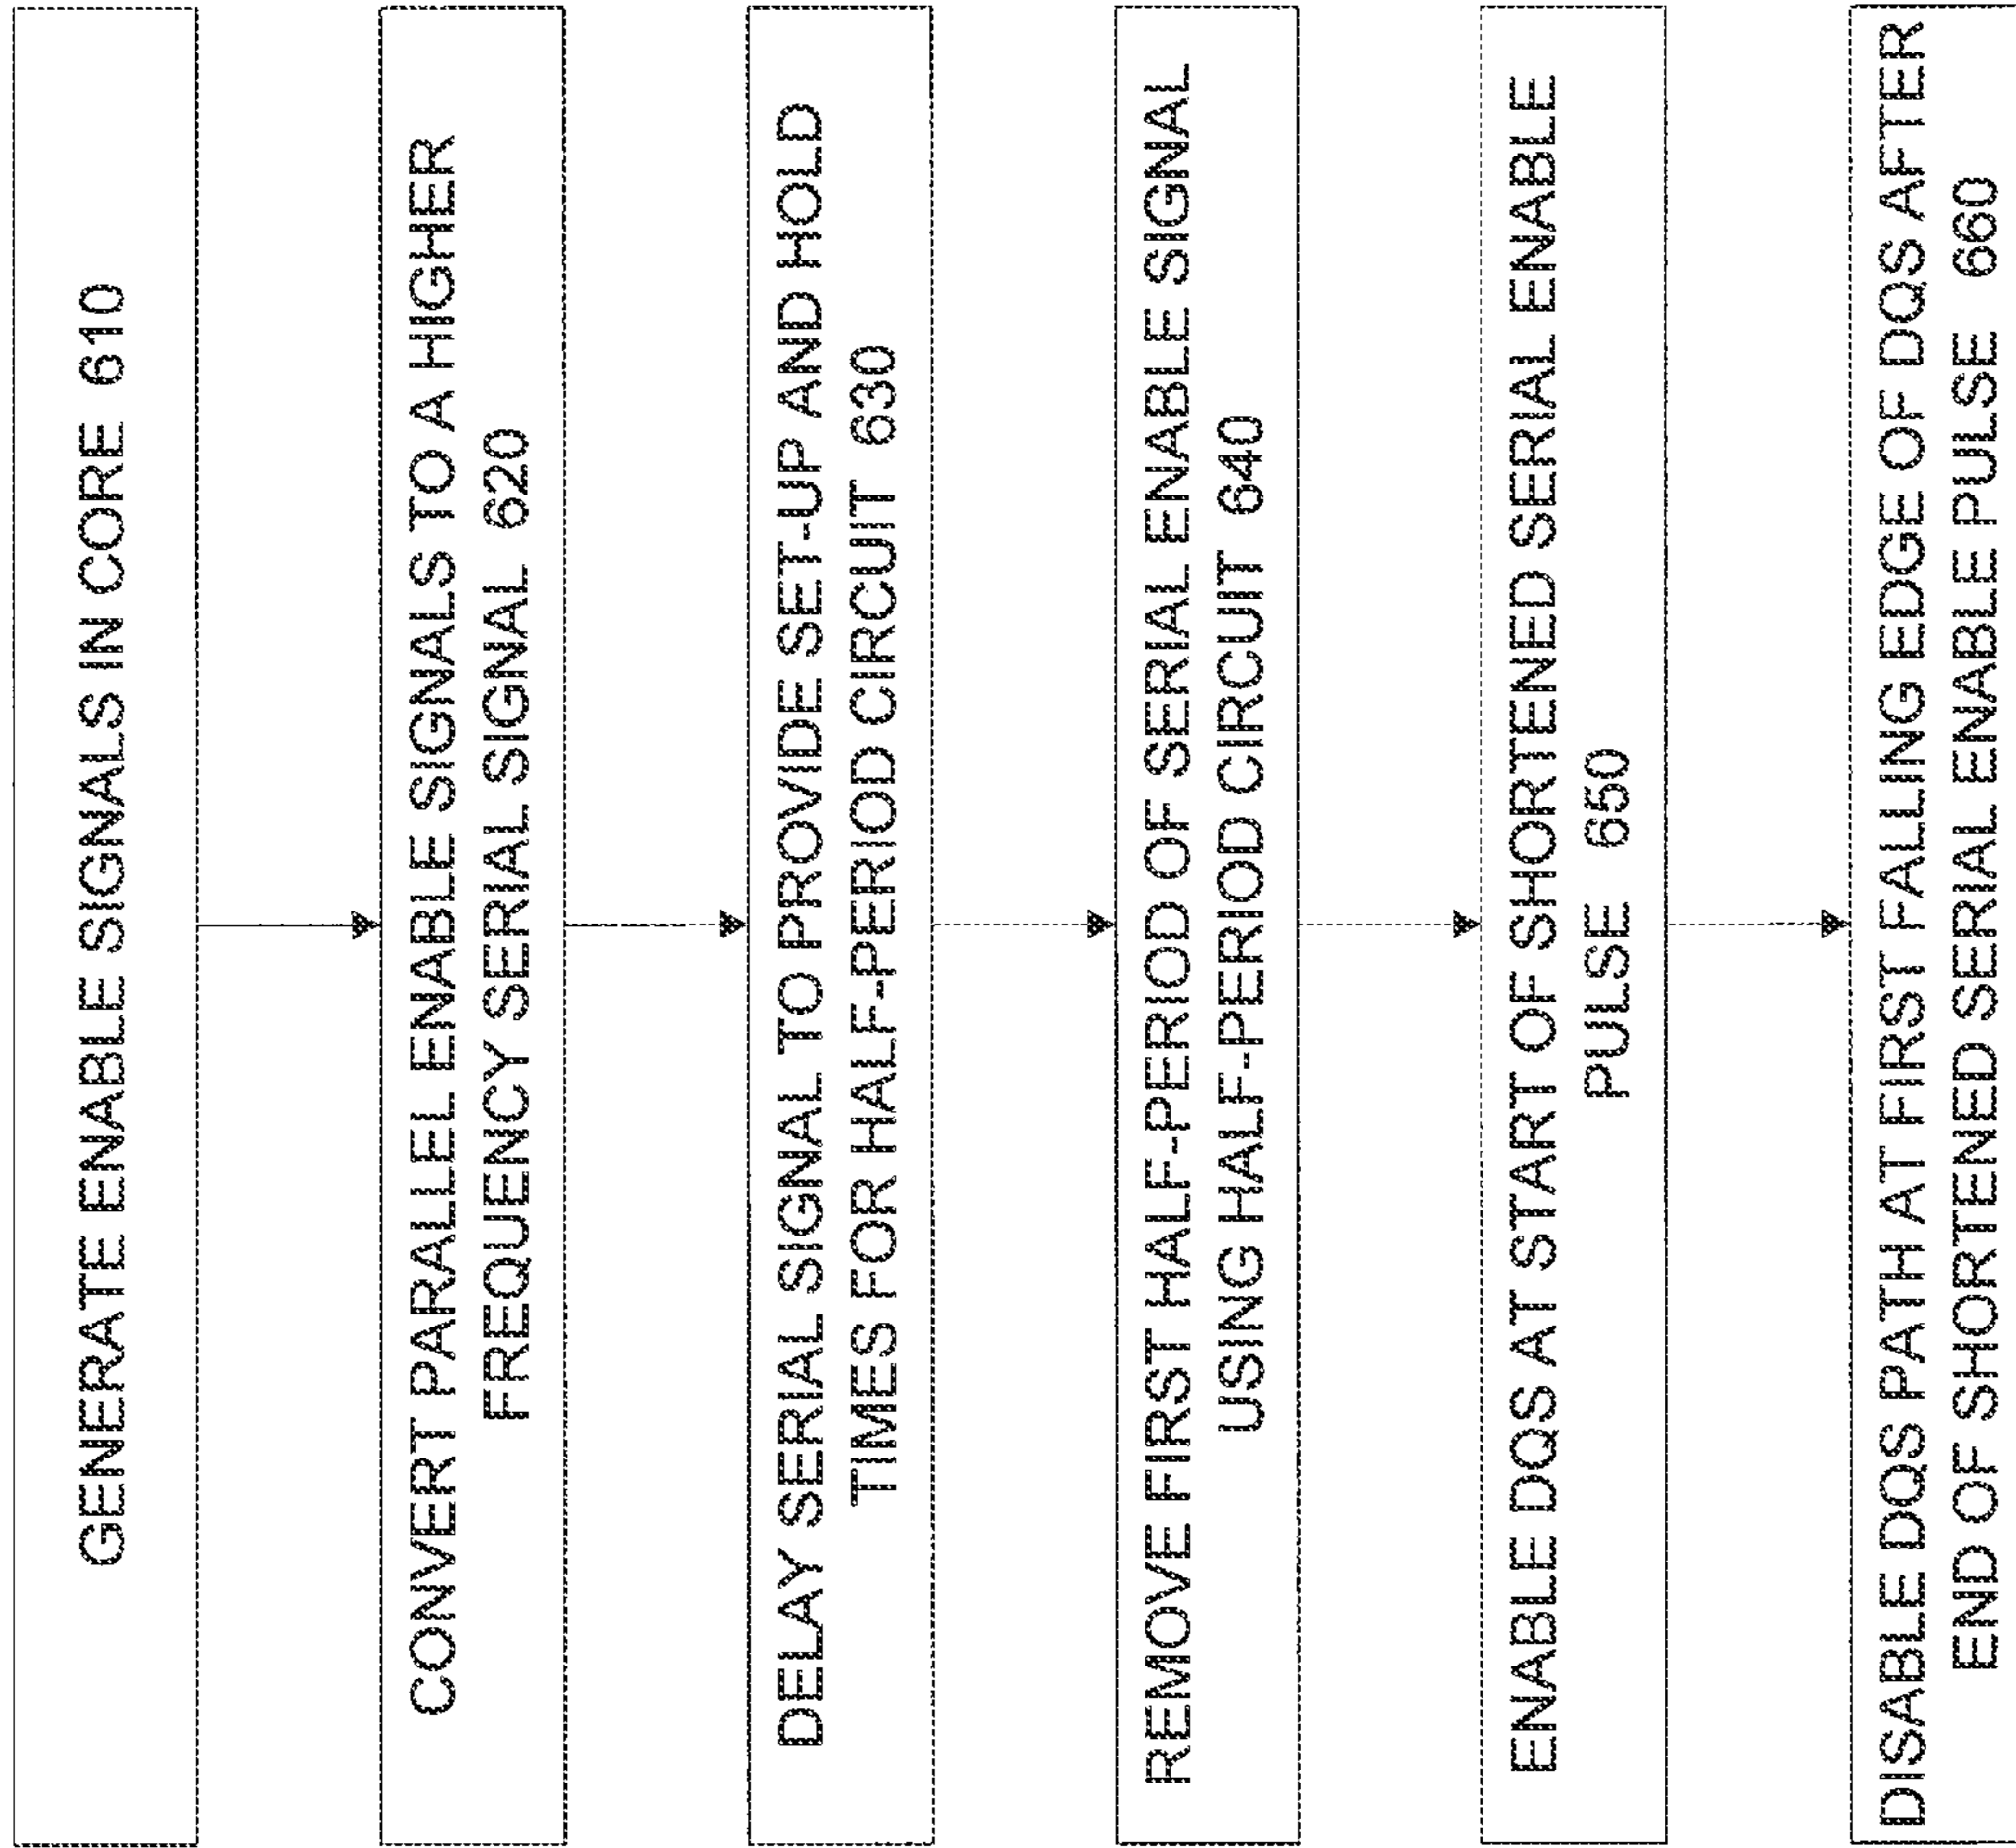 GENERATE ENABLE SIGNALS IN CORE 610
CONVERT PARALLEL ENABLE SIGNALS TO A HIGHER
FREQUENCY SERIAL SIGNAL 620
DELAY SERIAL SIGNAL TO PROVIDE SET-UP AND HOLD
TIMES FOR HALF-PERIOD CIRCUIT 630
REMOVE FIRST HALF-PERIOD OF SERIAL ENABLE SIGNAL
USING HALF-PERIOD CIRCUIT 640
ENABLE DQS AT START OF SHORTENED SERIAL ENABLE
PULSE 650
DISABLE DQS PATH AT FIRST FALLING EDGE OF DQS AFTER
END OF SHORTENED SERIAL ENABLE PULSE 660